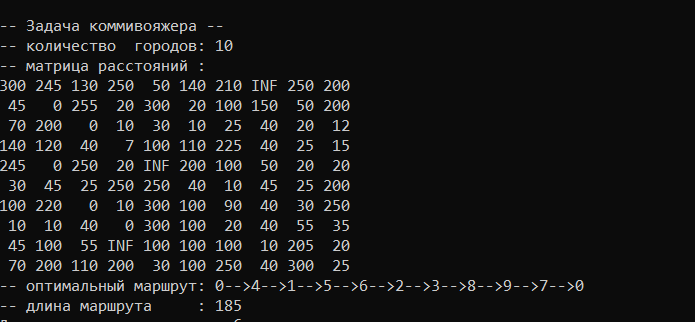 -- Задача коммивояжера --
-- количество  городов: 10
-- матрица расстояний :
300 245 130 250  50 140 210 INF 250 200
 45   0 255  20 300  20 100 150  50 200
 70 200   0  10  30  10  25  40  20  12
140 120  40   7 100 110 225  40  25  15
245   0 250  20 INF 200 100  50  20  20
 30  45  25 250 250  40  10  45  25 200
100 220   0  10 300 100  90  40  30 250
 10  10  40   0 300 100  20  40  55  35
 45 100  55 INF 100 100 100  10 205  20
 70 200 110 200  30 100 250  40 300  25
-- оптимальный маршрут: 0-->4-->1-->5-->6-->2-->3-->8-->9-->7-->0
-- длина маршрута     : 185